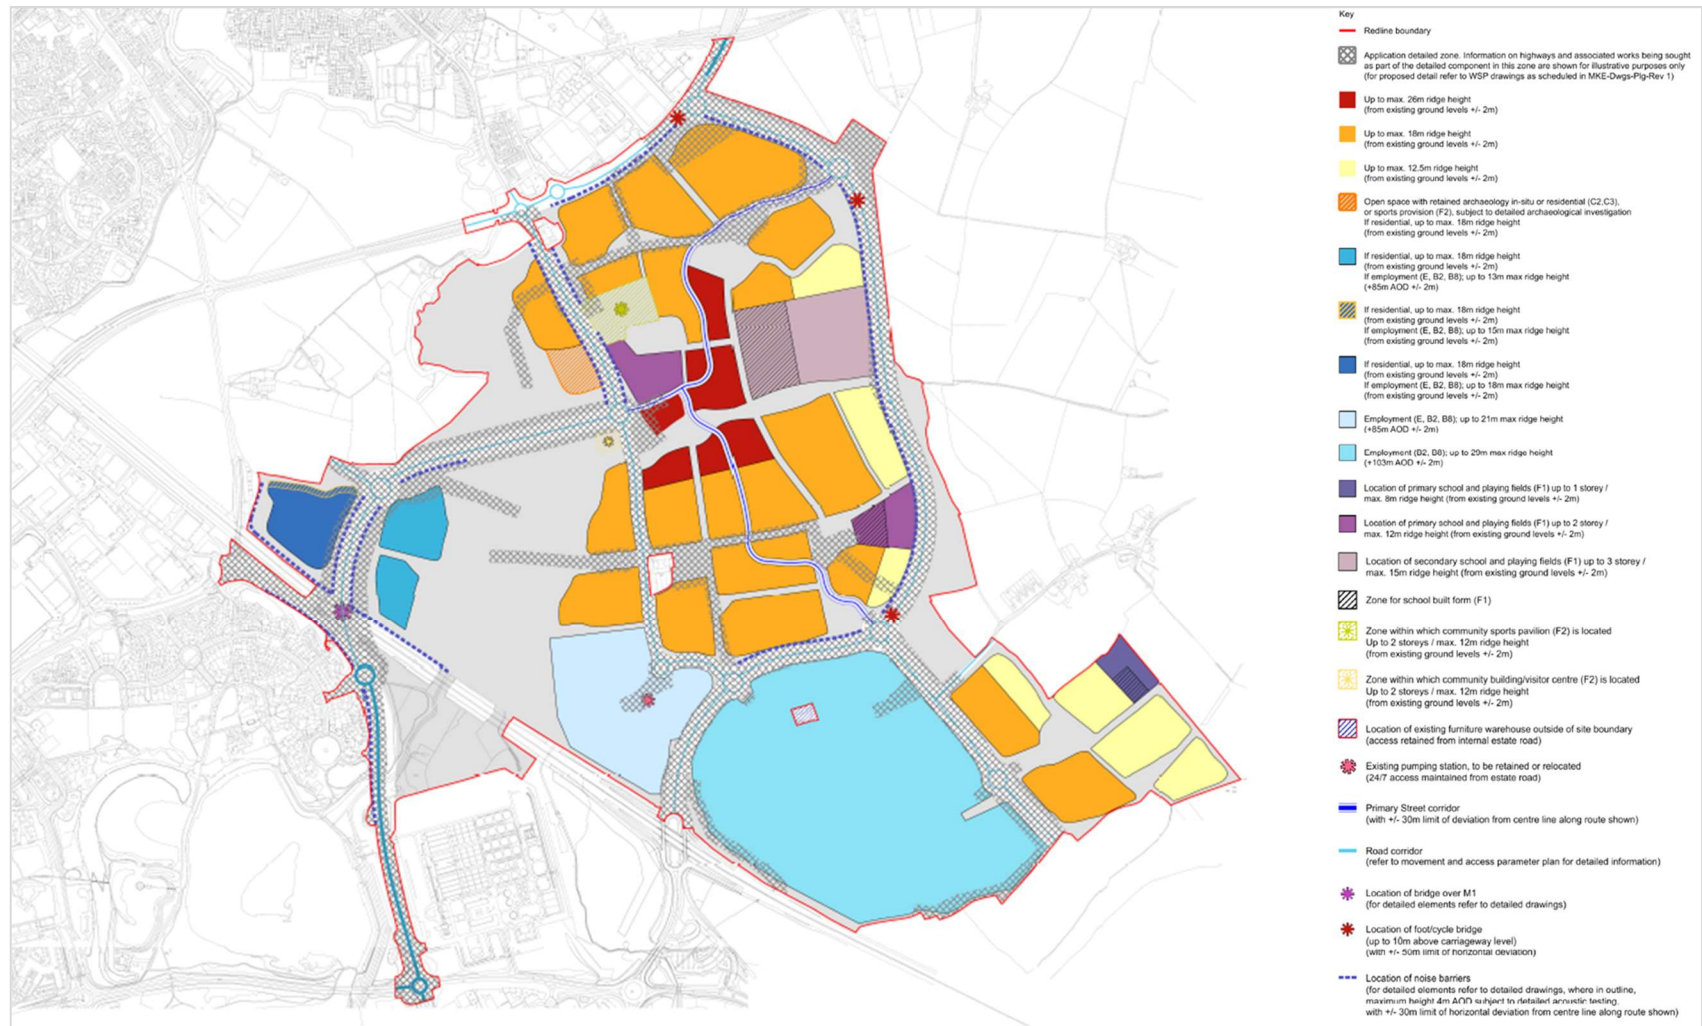 Key
Redline boundary
Application detailed zone. Information on highways and associated works being sought
as part of the detailed component in this zone are shown for illustrative purposes only
(for proposed detail refer to WSP drawings as scheduled in MKE-Dwgs-Plg-Rev 1)
Up to max. 26m ridge height
(from existing ground levels +/- 2m)
Up to max. 18m ridge height
(from existing ground levels +/- 2m)
Up to max. 12.5m ridge height
(from existing ground levels +/- 2m)
Open space with retained archaeology in-situ or residential (C2,C3),
or sports provision (F2), subject to detailed archaeological investigation
If residential, up to max. 18m ridge height
(from existing ground levels +/- 2m)
If residential, up to max. 18m ridge height
(from existing ground levels +/- 2m)
If employment (E, B2, B8); up to 13m max ridge height
(+85m AOD +/- 2m)
If residential, up to max. 18m ridge height
(from existing ground levels +/- 2m)
If employment (E, B2, B8); up to 15m max ridge height
(from existing ground levels +/- 2m)
If residential, up to max. 18m ridge height
(from existing ground levels +/- 2m)
If employment (E, B2, B8); up to 18m max ridge height
(from existing ground levels +/- 2m)
Employment (E, B2, B8); up to 21m max ridge height
(+85m AOD +/- 2m)
Employment (B2, B8); up to 29m max ridge height
(+103m AOD +/- 2m)
Location of primary school and playing fields (F1) up to 1 storey /
max. 8m ridge height (from existing ground levels +/- 2m)
Location of primary school and playing fields (F1) up to 2 storey /
max. 12m ridge height (from existing ground levels +/- 2m)
Location of secondary school and playing fields (F1) up to 3 storey /
max. 15m ridge height (from existing ground levels +/- 2m)
Zone for school built form (F1)
Zone within which community sports pavilion (F2) is located
Up to 2 storeys / max. 12m ridge height
(from existing ground levels +/- 2m)
Zone within which community building/visitor centre (F2) is located
Up to 2 storeys / max. 12m ridge height
(from existing ground levels +/- 2m)
Location of existing furniture warehouse outside of site boundary
(access retained from internal estate road)
Existing pumping station, to be retained or relocated
(24/7 access maintained from estate road)
Primary Street corridor
(with +/- 30m limit of deviation from centre line along route shown)
Road corridor
(refer to movement and access parameter plan for detailed information)
Location of bridge over M1
(for detailed elements refer to detailed drawings)
Location of foot/cycle bridge
(up to 10m above carriageway level)
(with +/- 50m limit of horizontal deviation)
Location of noise barriers
(for detailed elements refer to detailed drawings, where in outline,
maximum height 4m AOD subject to detailed acoustic testing,
with +/- 30m limit of horizontal deviation from centre line along route shown)